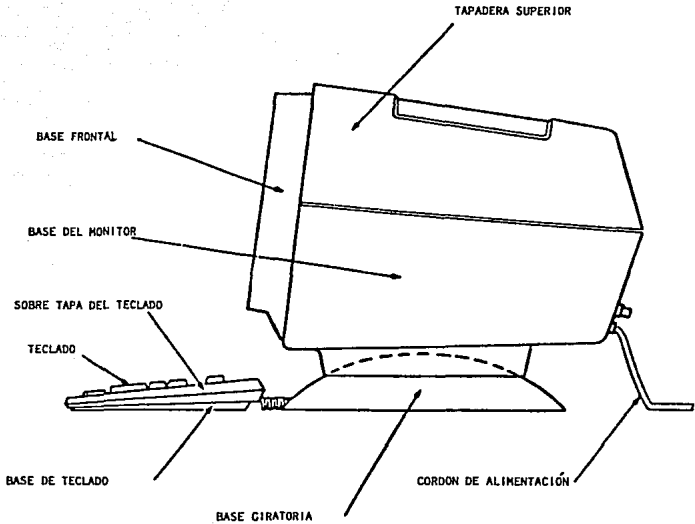 TAPADERA SUPERIOR
BASE FRONTAL
BASE DEL MONITOR
SOBRE TAPA DEL TECLADO
TECLADO
BASE DE TECLADO
CORDON DE ALIMENTACIÓN
BASE GIRATORIA